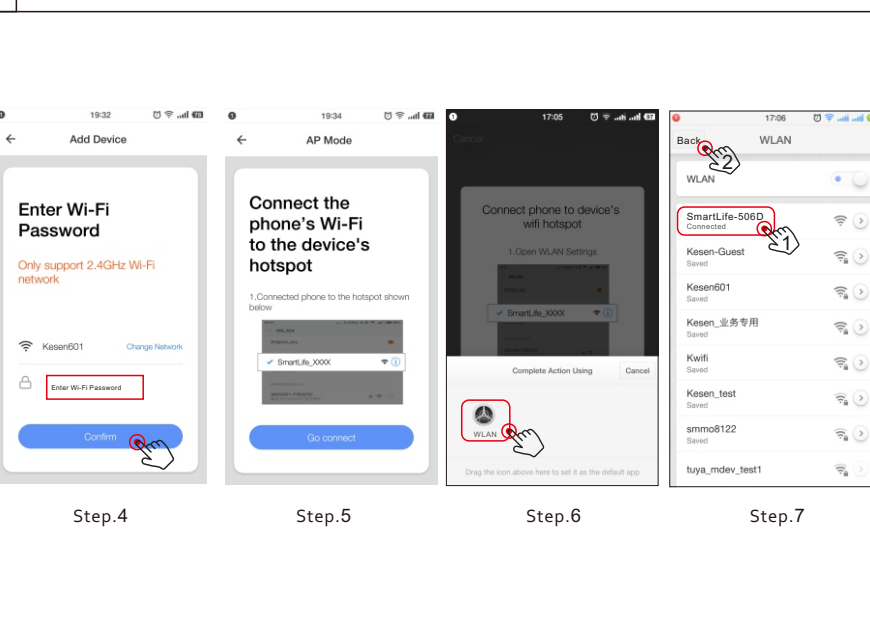 19:32
Add Device
Enter Wi-Fi
Password
Only support 2.4GHz Wi-Fi
network
Kesen601
Change Network
Enter Wi-Fi Password
Confirm
Step.4
19:34
AP Mode
Connect the
phone's Wi-Fi
to the device's
hotspot
1.Connected phone to the hotspot shown
below
SmartLife_XXXX
Go connect
Step.5
17:05
Cancel
Connect phone to device's
wifi hotspot
1.Open WLAN Settings
SmartLife_XXXX
Complete Action Using
Cancel
WLAN
Drag the icon above here to set it as the default app
Step.6
17:06
Back
WLAN
2
WLAN
SmartLife-506D
Connected
1
Kesen-Guest
Saved
Kesen601
Saved
Kesen_业务专用
Saved
Kwifi
Saved
Kesen_test
Saved
smmo8122
Saved
tuya_mdev_test1
Step.7